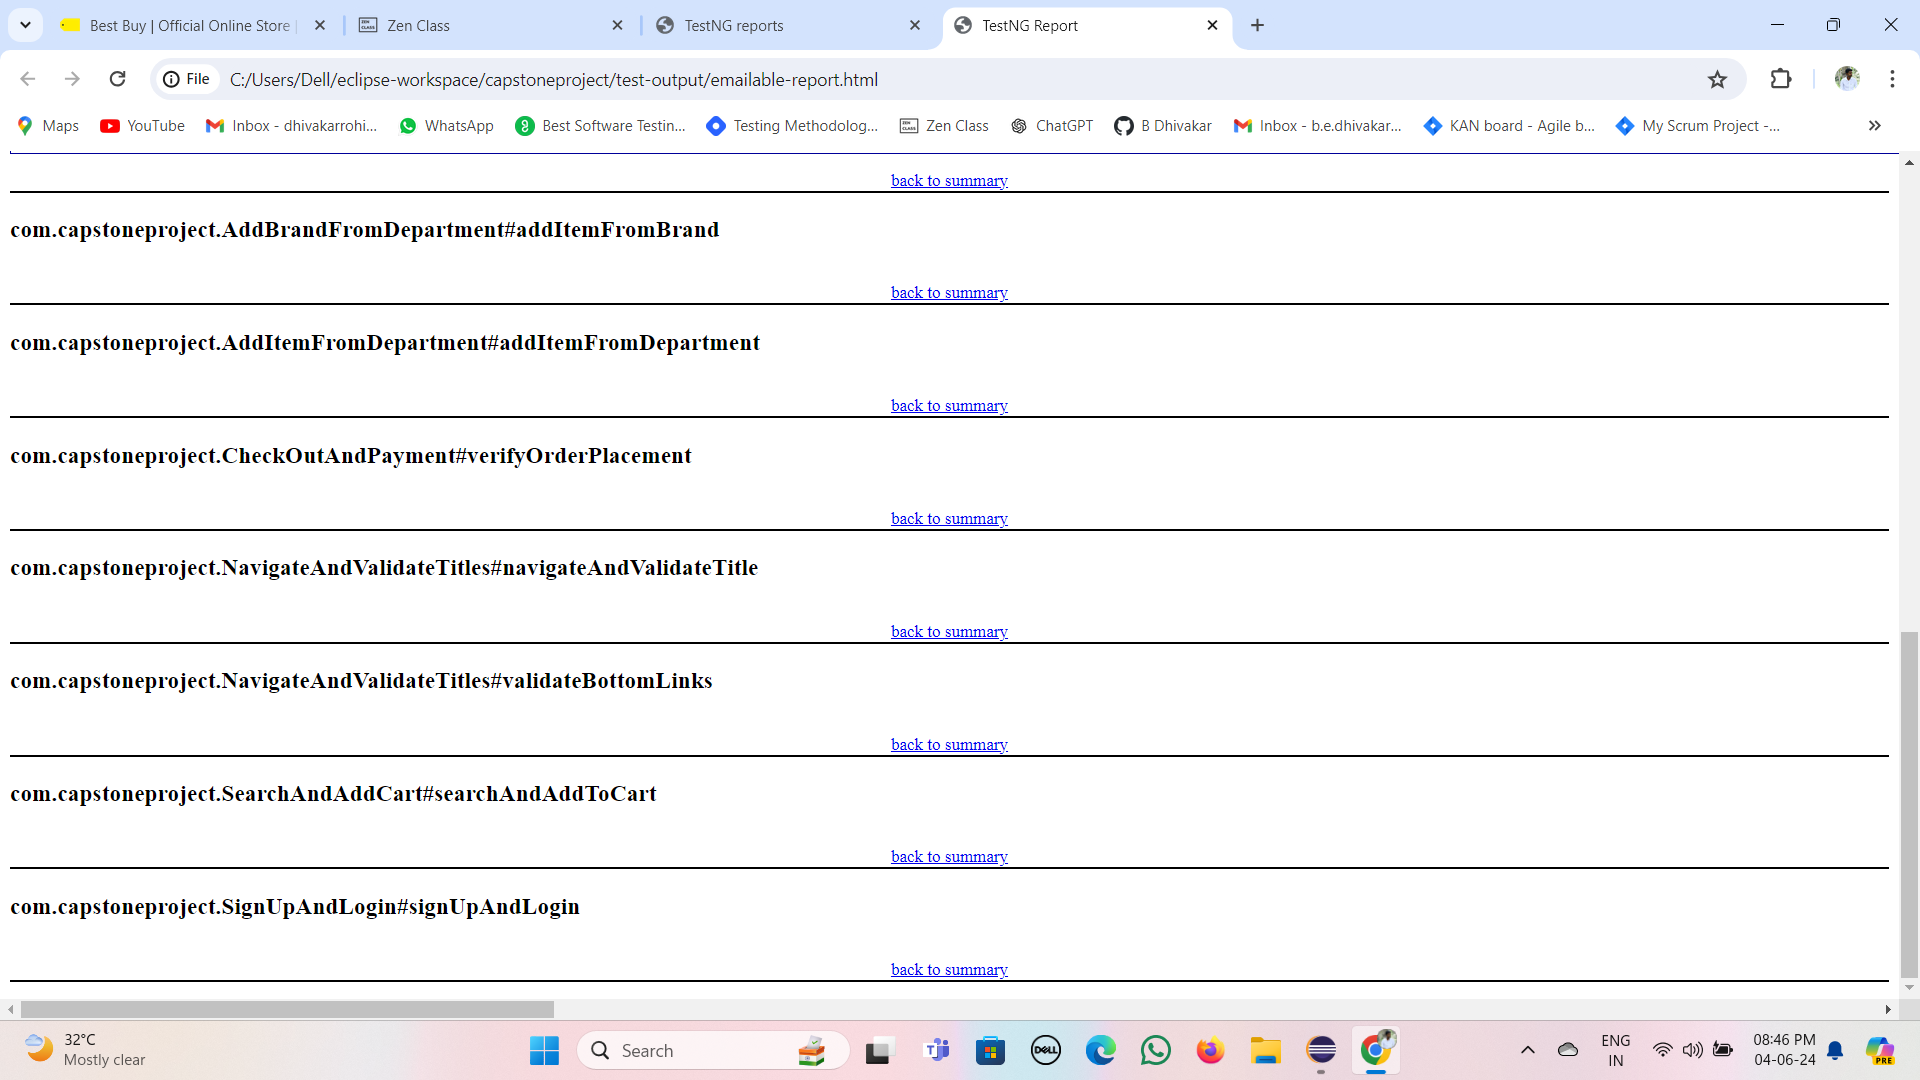 Best Buy | Official Online Store |
Zen Class
TestNG reports
TestNG Report
File
C:/Users/Dell/eclipse-workspace/capstoneproject/test-output/emailable-report.html
Maps
YouTube
Inbox - dhivakarrohi...
WhatsApp
Best Software Testin...
Testing Methodolog...
Zen Class
ChatGPT
B Dhivakar
Inbox - b.e.dhivakar...
KAN board - Agile b...
My Scrum Project -...
back to summary
com.capstoneproject.AddBrandFromDepartment#addItemFromBrand
back to summary
com.capstoneproject.AddItemFromDepartment#addItemFromDepartment
back to summary
com.capstoneproject.CheckOutAndPayment#verifyOrderPlacement
back to summary
com.capstoneproject.NavigateAndValidateTitles#navigateAndValidateTitle
back to summary
com.capstoneproject.NavigateAndValidateTitles#validateBottomLinks
back to summary
com.capstoneproject.SearchAndAddCart#searchAndAddToCart
back to summary
com.capstoneproject.SignUpAndLogin#signUpAndLogin
back to summary
32°C
Mostly clear
Search
DELL
ENG
IN
08:46 PM
04-06-24
PRE